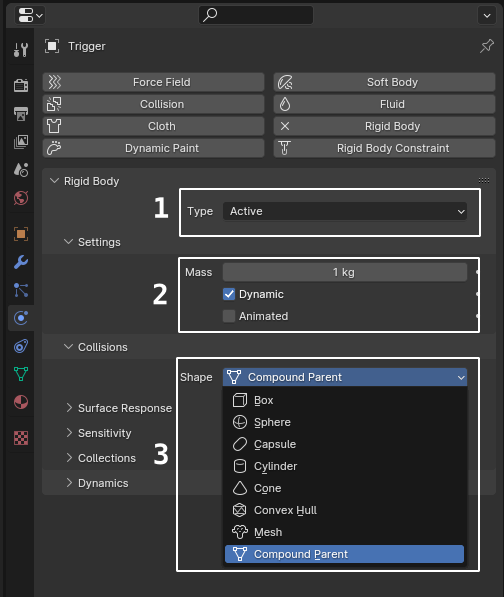 Trigger
Force Field Soft Body
Collision Fluid
Cloth Rigid Body
Dynamic Paint Rigid Body Constraint
Rigid Body
1 Type Active
Settings
Mass 1 kg
2 Dynamic
Animated
Collisions
Shape Compound Parent
Box
Surface Response Sphere
Sensitivity Capsule
3 Collections Cylinder
Dynamics Cone
Convex Hull
Mesh
Compound Parent